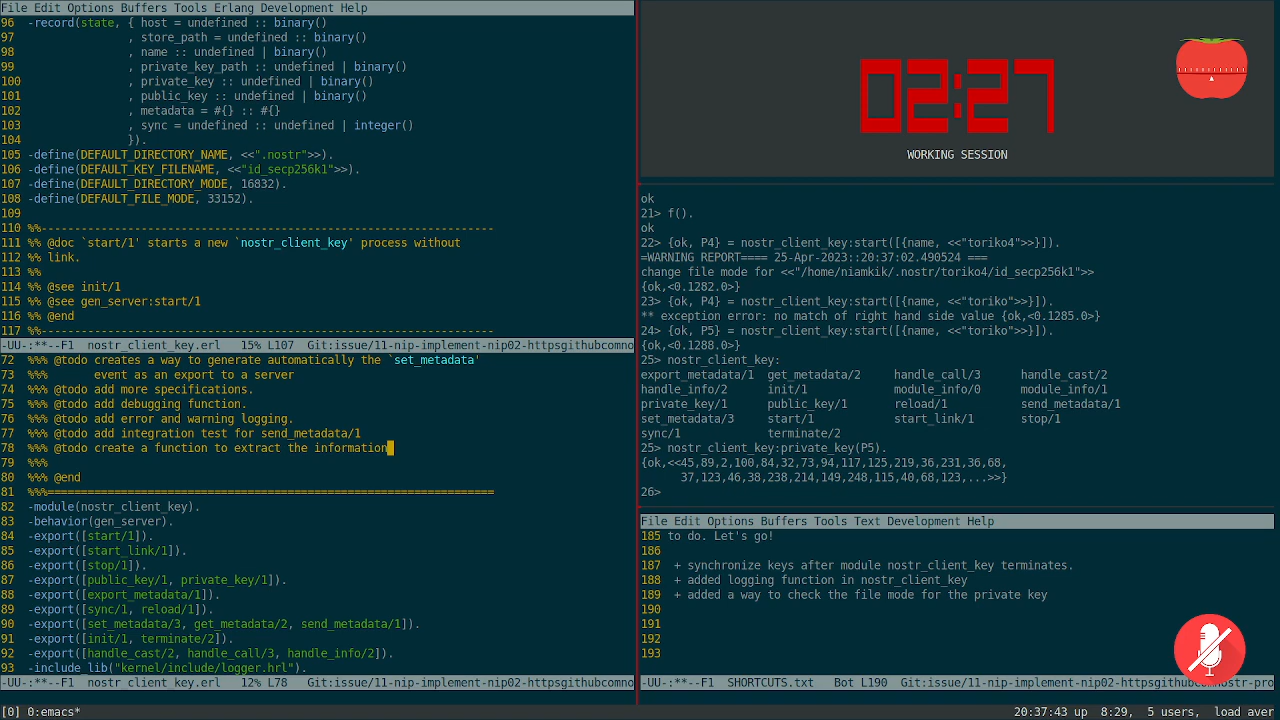 File Edit Options Buffers Tools Erlang Development Help
96  -record(state, { host = undefined :: binary()
97                 , store_path = undefined :: binary()
98                 , name :: undefined | binary()
99                 , private_key_path :: undefined | binary()
100                , private_key :: undefined | binary()
101                , public_key :: undefined | binary()
102                , metadata = #{} :: #{}
103                , sync = undefined :: undefined | integer()
104                }).
105 -define(DEFAULT_DIRECTORY_NAME, <<".nostr">>).
106 -define(DEFAULT_KEY_FILENAME, <<"id_secp256k1">>).
107 -define(DEFAULT_DIRECTORY_MODE, 16832).
108 -define(DEFAULT_FILE_MODE, 33152).
109
110 %%--------------------------------------------------------------------
111 %% @doc `start/1' starts a new `nostr_client_key' process without
112 %% link.
113 %%
114 %% @see init/1
115 %% @see gen_server:start/1
116 %% @end
117 %%--------------------------------------------------------------------
-UU-:**--F1  nostr_client_key.erl   15% L107  Git:issue/11-nip-implement-nip02-httpsgithubcomno
72  %%% @todo creates a way to generate automatically the `set_metadata'
73  %%%       event as an export to a server
74  %%% @todo add more specifications.
75  %%% @todo add debugging function.
76  %%% @todo add error and warning logging.
77  %%% @todo add integration test for send_metadata/1
78  %%% @todo create a function to extract the information
79  %%%
80  %%% @end
81  %%%===================================================================
82  -module(nostr_client_key).
83  -behavior(gen_server).
84  -export([start/1]).
85  -export([start_link/1]).
86  -export([stop/1]).
87  -export([public_key/1, private_key/1]).
88  -export([export_metadata/1]).
89  -export([sync/1, reload/1]).
90  -export([set_metadata/3, get_metadata/2, send_metadata/1]).
91  -export([init/1, terminate/2]).
92  -export([handle_cast/2, handle_call/3, handle_info/2]).
93  -include_lib("kernel/include/logger.hrl").
-UU-:**--F1  nostr_client_key.erl   12% L78   Git:issue/11-nip-implement-nip02-httpsgithubcomno
02:27
WORKING SESSION
ok
21> f().
ok
22> {ok, P4} = nostr_client_key:start([{name, <<"toriko4">>}]).
=WARNING REPORT==== 25-Apr-2023::20:37:02.490524 ===
change file mode for <<"/home/niamkik/.nostr/toriko4/id_secp256k1">>
{ok,<0.1282.0>}
23> {ok, P4} = nostr_client_key:start([{name, <<"toriko">>}]).
** exception error: no match of right hand side value {ok,<0.1285.0>}
24> {ok, P5} = nostr_client_key:start([{name, <<"toriko">>}]).
{ok,<0.1288.0>}
25> nostr_client_key:
export_metadata/1  get_metadata/2     handle_call/3      handle_cast/2
handle_info/2      init/1             module_info/0      module_info/1
private_key/1      public_key/1       reload/1           send_metadata/1
set_metadata/3     start/1            start_link/1       stop/1
sync/1             terminate/2
25> nostr_client_key:private_key(P5).
{ok,<<45,89,2,100,84,32,73,94,117,125,219,36,231,36,68,
      37,123,46,38,238,214,149,248,115,40,68,123,...>>}
26>
File Edit Options Buffers Tools Text Development Help
185 to do. Let's go!
186
187  + synchronize keys after module nostr_client_key terminates.
188  + added logging function in nostr_client_key
189  + added a way to check the file mode for the private key
190
191
192
193
-UU-:**--F1  SHORTCUTS.txt   Bot L190  Git:issue/11-nip-implement-nip02-httpsgithubcomnostr-pro
[0] 0:emacs*
20:37:43 up  8:29,  5 users,  load aver